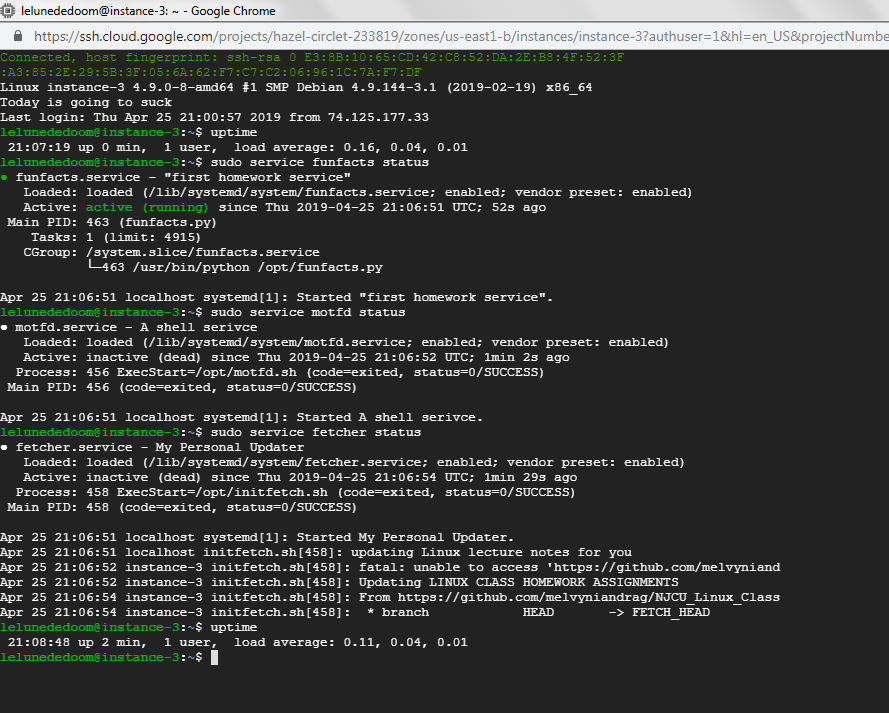 lelunededoom@instance-3: ~ - Google Chrome
https://ssh.cloud.google.com/projects/hazel-circlet-233819/zones/us-east1-b/instances/instance-3?authuser=1&hl=en_US&projectNumbe
Connected, host fingerprint: ssh-rsa 0 E3:8B:10:65:CD:42:C8:52:DA:2E:B8:4F:52:3F
:A3:85:2E:29:5B:3F:05:6A:62:F7:C7:C2:06:96:1C:7A:F7:DF
Linux instance-3 4.9.0-8-amd64 #1 SMP Debian 4.9.144-3.1 (2019-02-19) x86_64
Today is going to suck
Last login: Thu Apr 25 21:00:57 2019 from 74.125.177.33
lelunededoom@instance-3:~$ uptime
 21:07:19 up 0 min,  1 user,  load average: 0.16, 0.04, 0.01
lelunededoom@instance-3:~$ sudo service funfacts status
● funfacts.service - "first homework service"
   Loaded: loaded (/lib/systemd/system/funfacts.service; enabled; vendor preset: enabled)
   Active: active (running) since Thu 2019-04-25 21:06:51 UTC; 52s ago
 Main PID: 463 (funfacts.py)
    Tasks: 1 (limit: 4915)
   CGroup: /system.slice/funfacts.service
           └─463 /usr/bin/python /opt/funfacts.py
Apr 25 21:06:51 localhost systemd[1]: Started "first homework service".
lelunededoom@instance-3:~$ sudo service motfd status
● motfd.service - A shell serivce
   Loaded: loaded (/lib/systemd/system/motfd.service; enabled; vendor preset: enabled)
   Active: inactive (dead) since Thu 2019-04-25 21:06:52 UTC; 1min 2s ago
  Process: 456 ExecStart=/opt/motfd.sh (code=exited, status=0/SUCCESS)
 Main PID: 456 (code=exited, status=0/SUCCESS)
Apr 25 21:06:51 localhost systemd[1]: Started A shell serivce.
lelunededoom@instance-3:~$ sudo service fetcher status
● fetcher.service - My Personal Updater
   Loaded: loaded (/lib/systemd/system/fetcher.service; enabled; vendor preset: enabled)
   Active: inactive (dead) since Thu 2019-04-25 21:06:54 UTC; 1min 29s ago
  Process: 458 ExecStart=/opt/initfetch.sh (code=exited, status=0/SUCCESS)
 Main PID: 458 (code=exited, status=0/SUCCESS)
Apr 25 21:06:51 localhost systemd[1]: Started My Personal Updater.
Apr 25 21:06:51 localhost initfetch.sh[458]: updating Linux lecture notes for you
Apr 25 21:06:52 instance-3 initfetch.sh[458]: fatal: unable to access 'https://github.com/melvyniand
Apr 25 21:06:52 instance-3 initfetch.sh[458]: Updating LINUX CLASS HOMEWORK ASSIGNMENTS
Apr 25 21:06:54 instance-3 initfetch.sh[458]: From https://github.com/melvyniandrag/NJCU_Linux_Class
Apr 25 21:06:54 instance-3 initfetch.sh[458]:  * branch            HEAD       -> FETCH_HEAD
lelunededoom@instance-3:~$ uptime
 21:08:48 up 2 min,  1 user,  load average: 0.11, 0.04, 0.01
lelunededoom@instance-3:~$